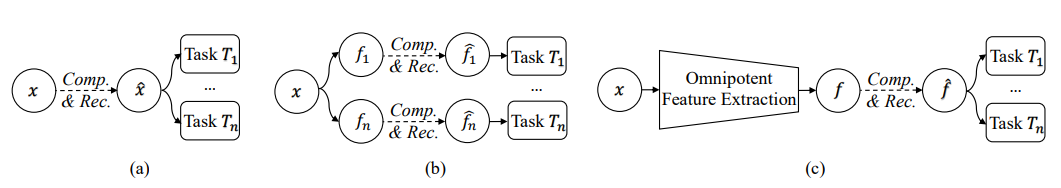 x
Comp.
& Rec.
x̂
Task T₁
...
Task Tₙ
(a)
x
f₁
Comp.
& Rec.
f̂₁
Task T₁
...
fₙ
Comp.
& Rec.
f̂ₙ
Task Tₙ
(b)
x
Omnipotent
Feature Extraction
f
Comp.
& Rec.
f̂
Task T₁
...
Task Tₙ
(c)